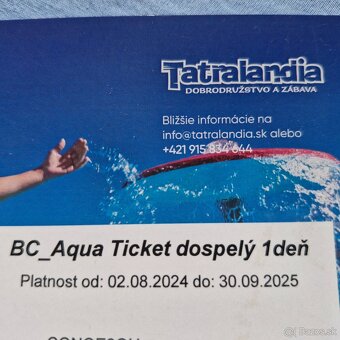 Tatralandia
DOBRODRUŽSTVO A ZÁBAVA
Bližšie informácie na
info@tatralandia.sk alebo
+421 915 834 644
BC_Aqua Ticket dospelý 1deň
Platnost od: 02.08.2024 do: 30.09.2025
Bazos.sk